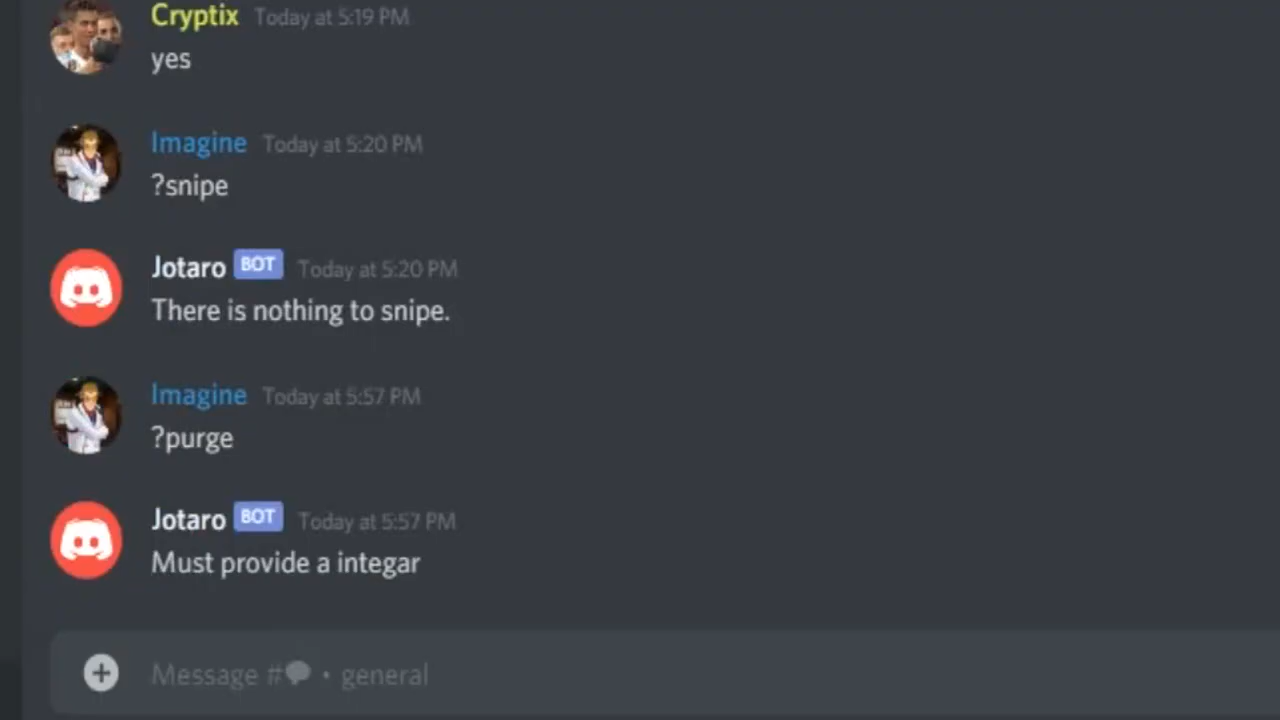 Cryptix Today at 5:19 PM
yes
Imagine Today at 5:20 PM
?snipe
Jotaro BOT Today at 5:20 PM
There is nothing to snipe.
Imagine Today at 5:57 PM
?purge
Jotaro BOT Today at 5:57 PM
Must provide a integar
Message #💬 • general